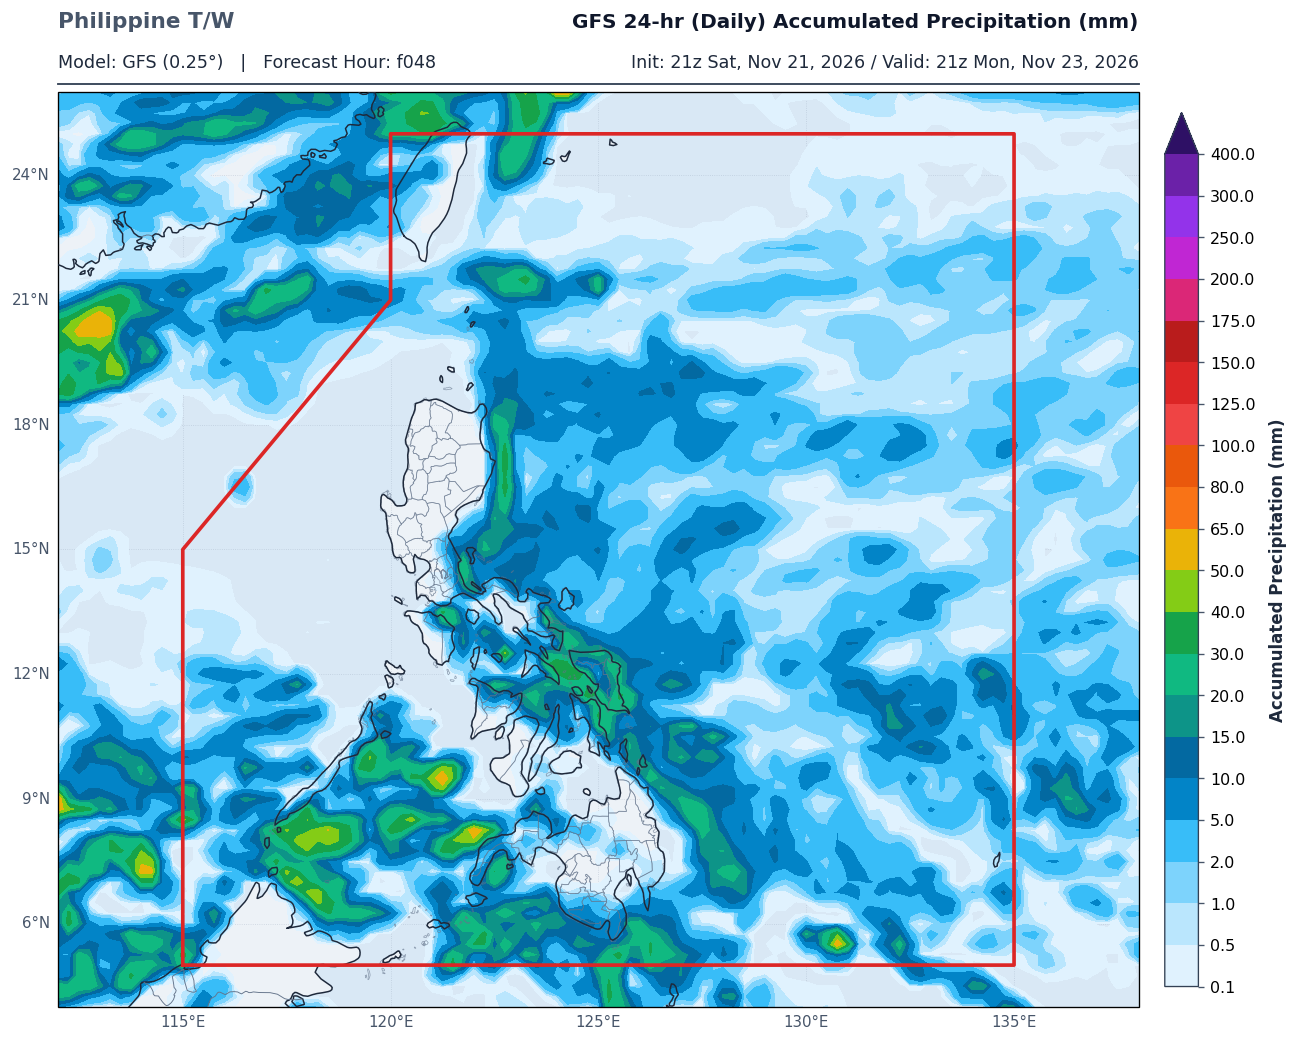 Philippine T/W
GFS 24-hr (Daily) Accumulated Precipitation (mm)
Model: GFS (0.25°)   |   Forecast Hour: f048
Init: 21z Sat, Nov 21, 2026 / Valid: 21z Mon, Nov 23, 2026
24°N
21°N
18°N
15°N
12°N
9°N
6°N
115°E
120°E
125°E
130°E
135°E
400.0
300.0
250.0
200.0
175.0
150.0
125.0
100.0
80.0
65.0
50.0
40.0
30.0
20.0
15.0
10.0
5.0
2.0
1.0
0.5
0.1
Accumulated Precipitation (mm)